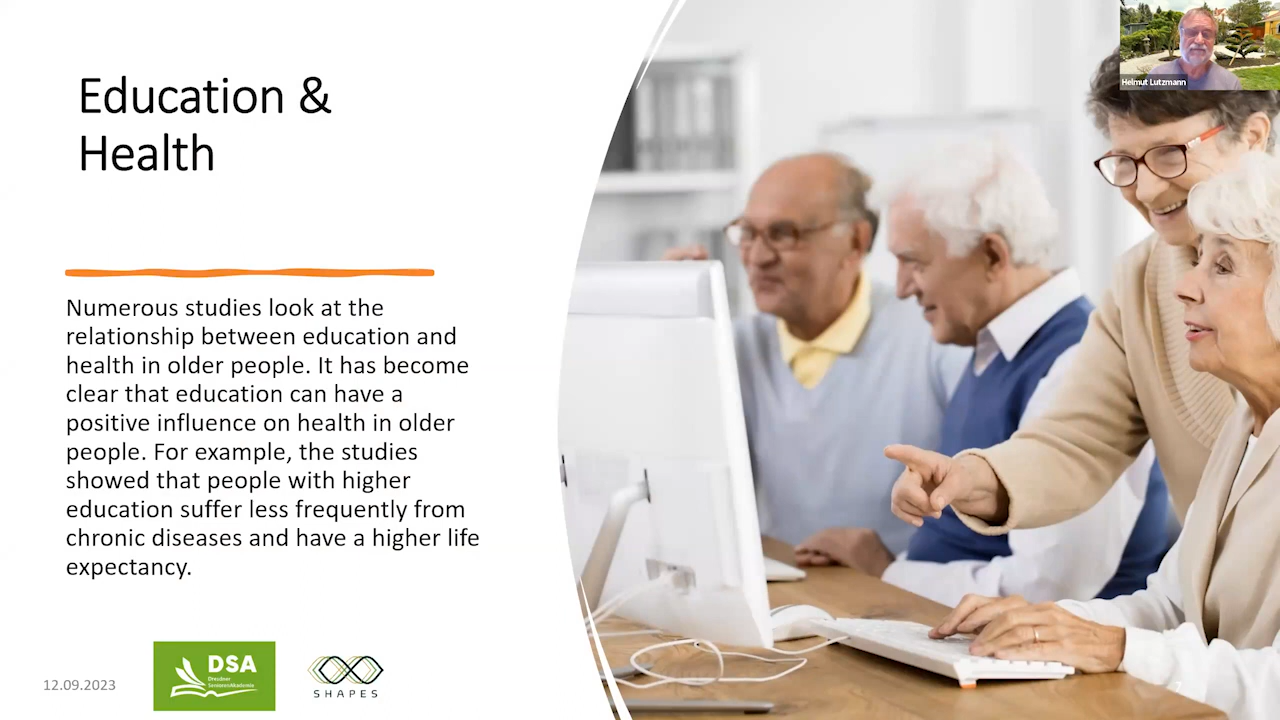 Helmut Lutzmann
Education &
Health
Numerous studies look at the
relationship between education and
health in older people. It has become
clear that education can have a
positive influence on health in older
people. For example, the studies
showed that people with higher
education suffer less frequently from
chronic diseases and have a higher life
expectancy.
12.09.2023
DSA
Dresdner
SeniorenAkademie
SHAPES